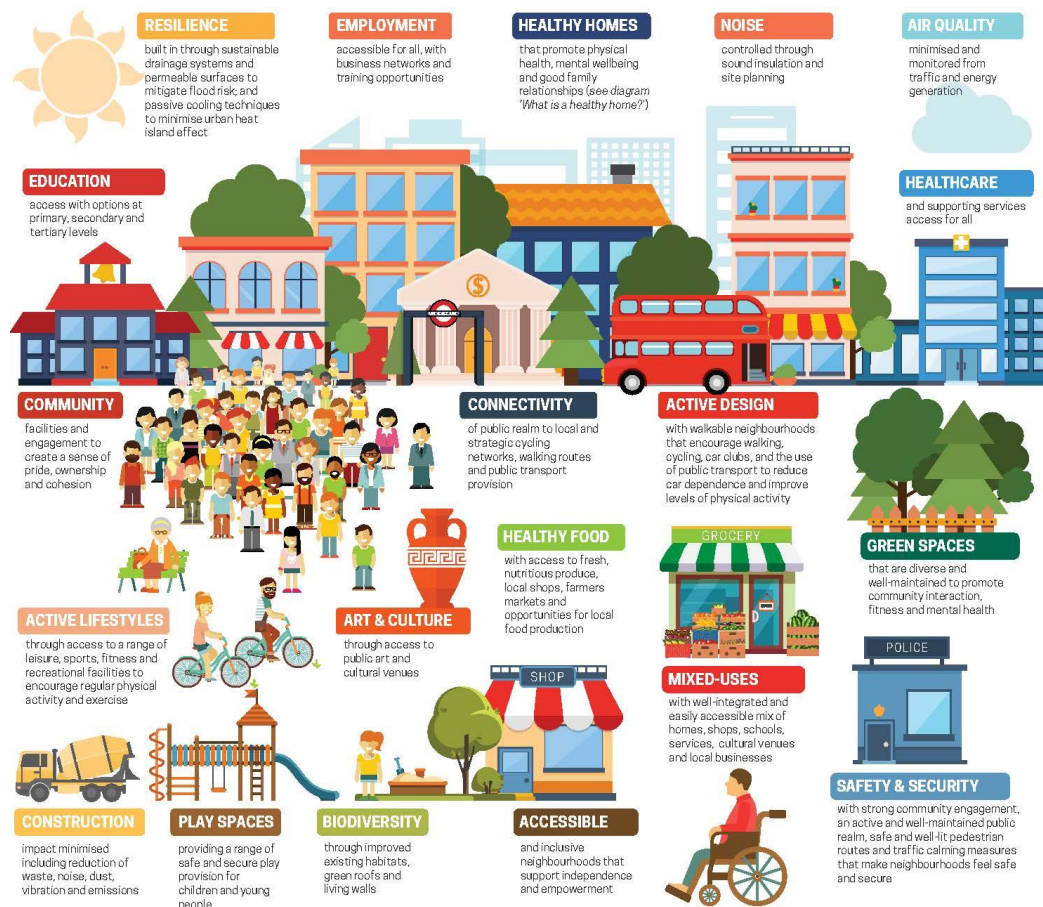 RESILIENCE
built in through sustainable
drainage systems and
permeable surfaces to
mitigate flood risk; and
passive cooling techniques
to minimise urban heat
island effect
EMPLOYMENT
accessible for all, with
business networks and
training opportunities
HEALTHY HOMES
that promote physical
health, mental wellbeing
and good family
relationships (see diagram
'What is a healthy home?')
NOISE
controlled through
sound insulation and
site planning
AIR QUALITY
minimised and
monitored from
traffic and energy
generation
EDUCATION
access with options at
primary, secondary and
tertiary levels
HEALTHCARE
and supporting services
access for all
$
UNDERGROUND
COMMUNITY
facilities and
engagement to
create a sense of
pride, ownership
and cohesion
CONNECTIVITY
of public realm to local and
strategic cycling
networks, walking routes
and public transport
provision
ACTIVE DESIGN
with walkable neighbourhoods
that encourage walking,
cycling, car clubs, and the use
of public transport to reduce
car dependence and improve
levels of physical activity
HEALTHY FOOD
with access to fresh,
nutritious produce,
local shops, farmers
markets and
opportunities for local
food production
GROCERY
GREEN SPACES
that are diverse and
well-maintained to promote
community interaction,
fitness and mental health
ACTIVE LIFESTYLES
through access to a range of
leisure, sports, fitness and
recreational facilities to
encourage regular physical
activity and exercise
ART & CULTURE
through access to
public art and
cultural venues
SHOP
MIXED-USES
with well-integrated and
easily accessible mix of
homes, shops, schools,
services, cultural venues
and local businesses
POLICE
SAFETY & SECURITY
with strong community engagement,
an active and well-maintained public
realm, safe and well-lit pedestrian
routes and traffic calming measures
that make neighbourhoods feel safe
and secure
CONSTRUCTION
impact minimised
including reduction of
waste, noise, dust,
vibration and emissions
PLAY SPACES
providing a range of
safe and secure play
provision for
children and young
people
BIODIVERSITY
through improved
existing habitats,
green roofs and
living walls
ACCESSIBLE
and inclusive
neighbourhoods that
support independence
and empowerment